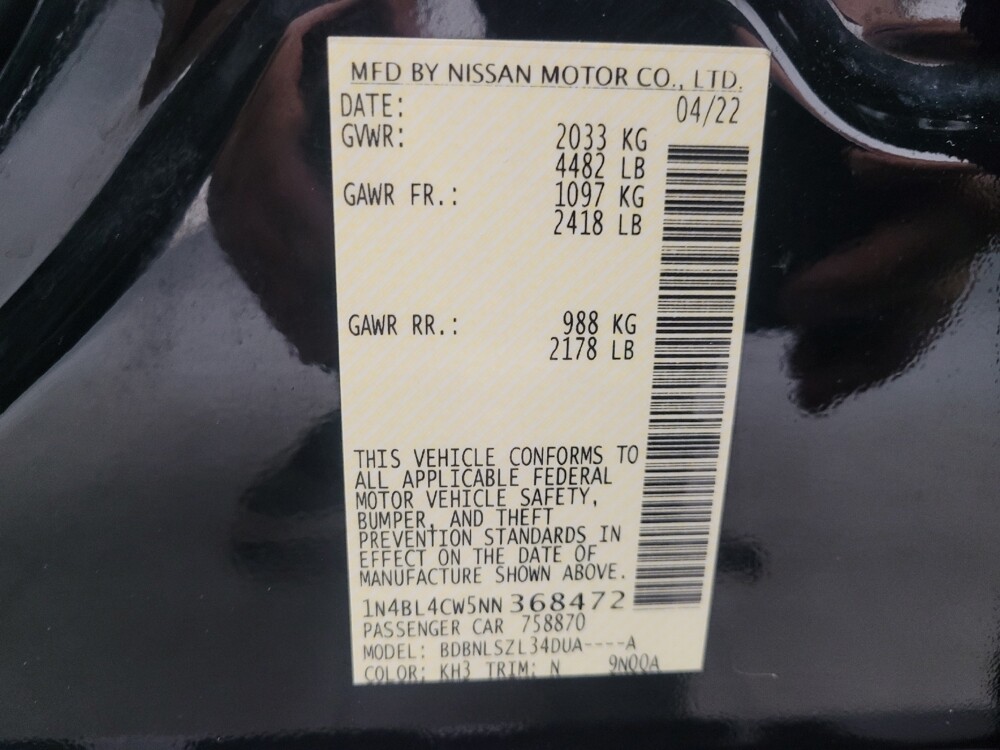 MFD BY NISSAN MOTOR CO., LTD.
DATE: 04/22
GVWR: 2033 KG
4482 LB
GAWR FR.: 1097 KG
2418 LB
GAWR RR.: 988 KG
2178 LB
THIS VEHICLE CONFORMS TO
ALL APPLICABLE FEDERAL
MOTOR VEHICLE SAFETY,
BUMPER, AND THEFT
PREVENTION STANDARDS IN
EFFECT ON THE DATE OF
MANUFACTURE SHOWN ABOVE.
1N4BL4CW5NN368472
PASSENGER CAR 758870
MODEL: BDBNLSZL34DUA----A
COLOR: KH3 TRIM: N 9NQQA